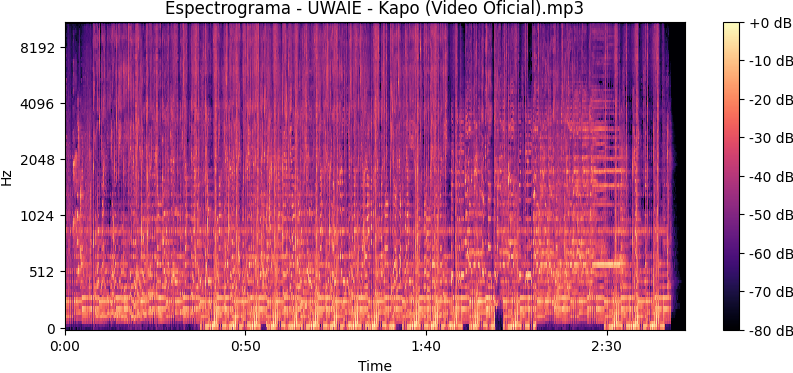 Espectrograma - UWAIE - Kapo (Video Oficial).mp3
8192
4096
2048
1024
512
0
Hz
0:00
0:50
1:40
2:30
Time
+0 dB
-10 dB
-20 dB
-30 dB
-40 dB
-50 dB
-60 dB
-70 dB
-80 dB